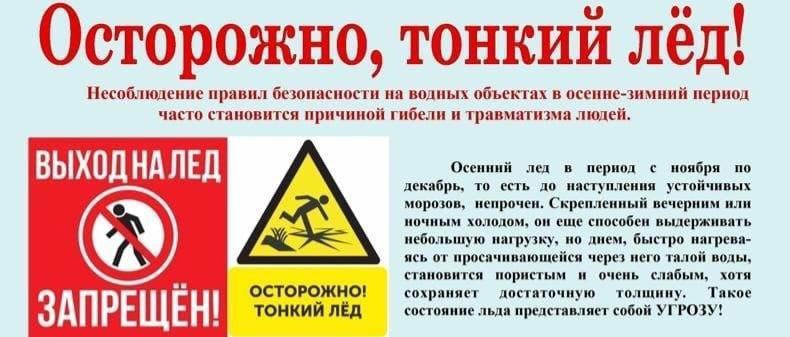 Осторожно, тонкий лёд!
Несоблюдение правил безопасности на водных объектах в осенне-зимний период
часто становится причиной гибели и травматизма людей.
ВЫХОД НА ЛЕД
ЗАПРЕЩЁН!
ОСТОРОЖНО!
ТОНКИЙ ЛЁД
Осенний лед в период с ноября по
декабрь, то есть до наступления устойчивых
морозов, непрочен. Скрепленный вечерним или
ночным холодом, он еще способен выдерживать
небольшую нагрузку, но днем, быстро нагрева-
ясь от просачивающейся через него талой воды,
становится пористым и очень слабым, хотя
сохраняет достаточную толщину. Такое
состояние льда представляет собой УГРОЗУ!